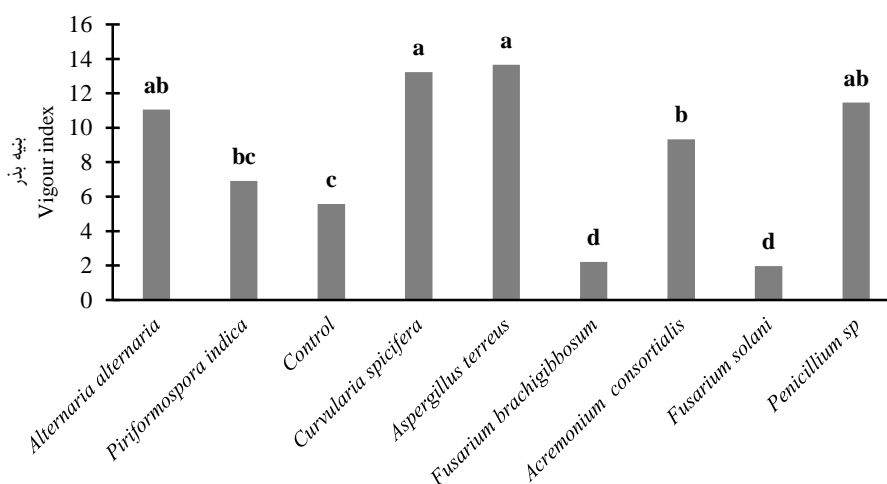 بنیه بذر
Vigour index
16
14
12
10
8
6
4
2
0
ab
bc
c
a
a
d
b
d
ab
Alternaria alternaria
Piriformospora indica
Control
Curvularia spicifera
Aspergillus terreus
Fusarium brachigibbosum
Acremonium consortialis
Fusarium solani
Penicillium sp